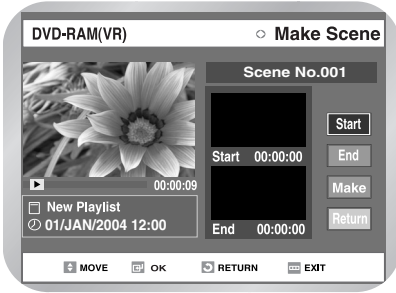 DVD-RAM(VR)
Make Scene
Scene No.001
Start 00:00:00
End 00:00:00
Start
End
Make
Return
00:00:09
New Playlist
01/JAN/2004 12:00
MOVE OK RETURN EXIT